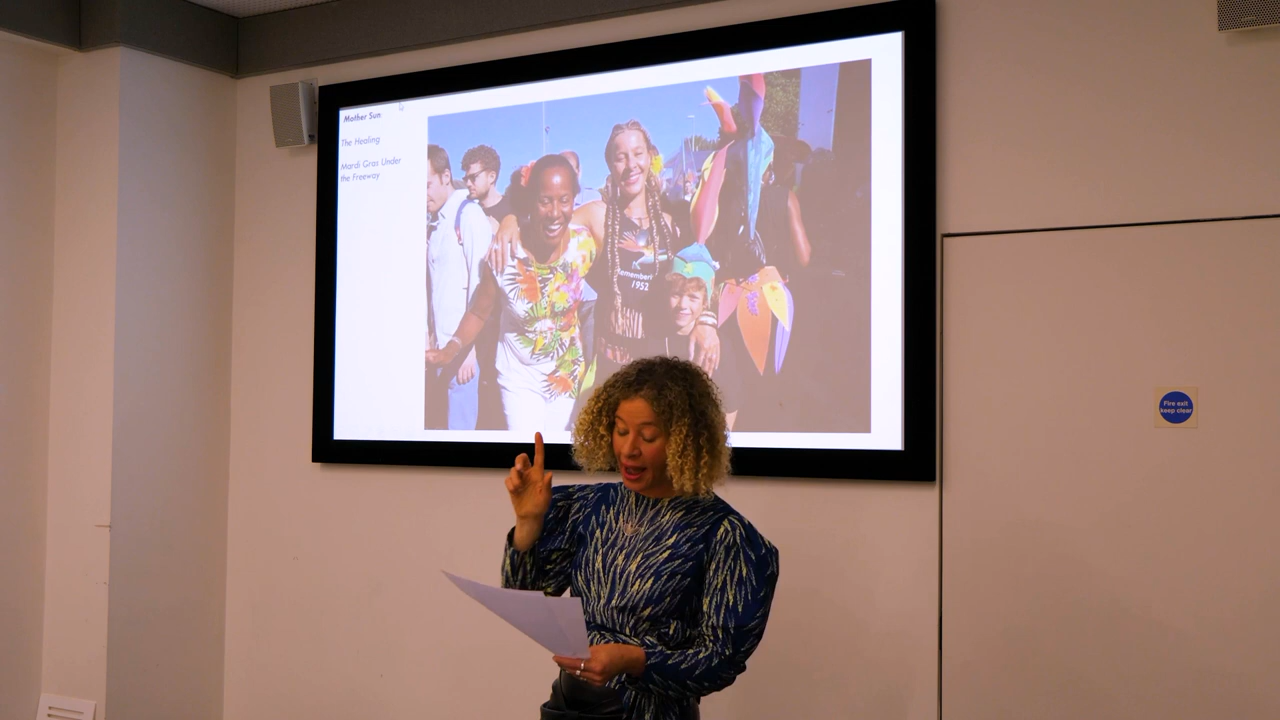 Mother Sun
The Healing
Mardi Gras Under
the Freeway
Remember!
1952
Fire exit
keep clear